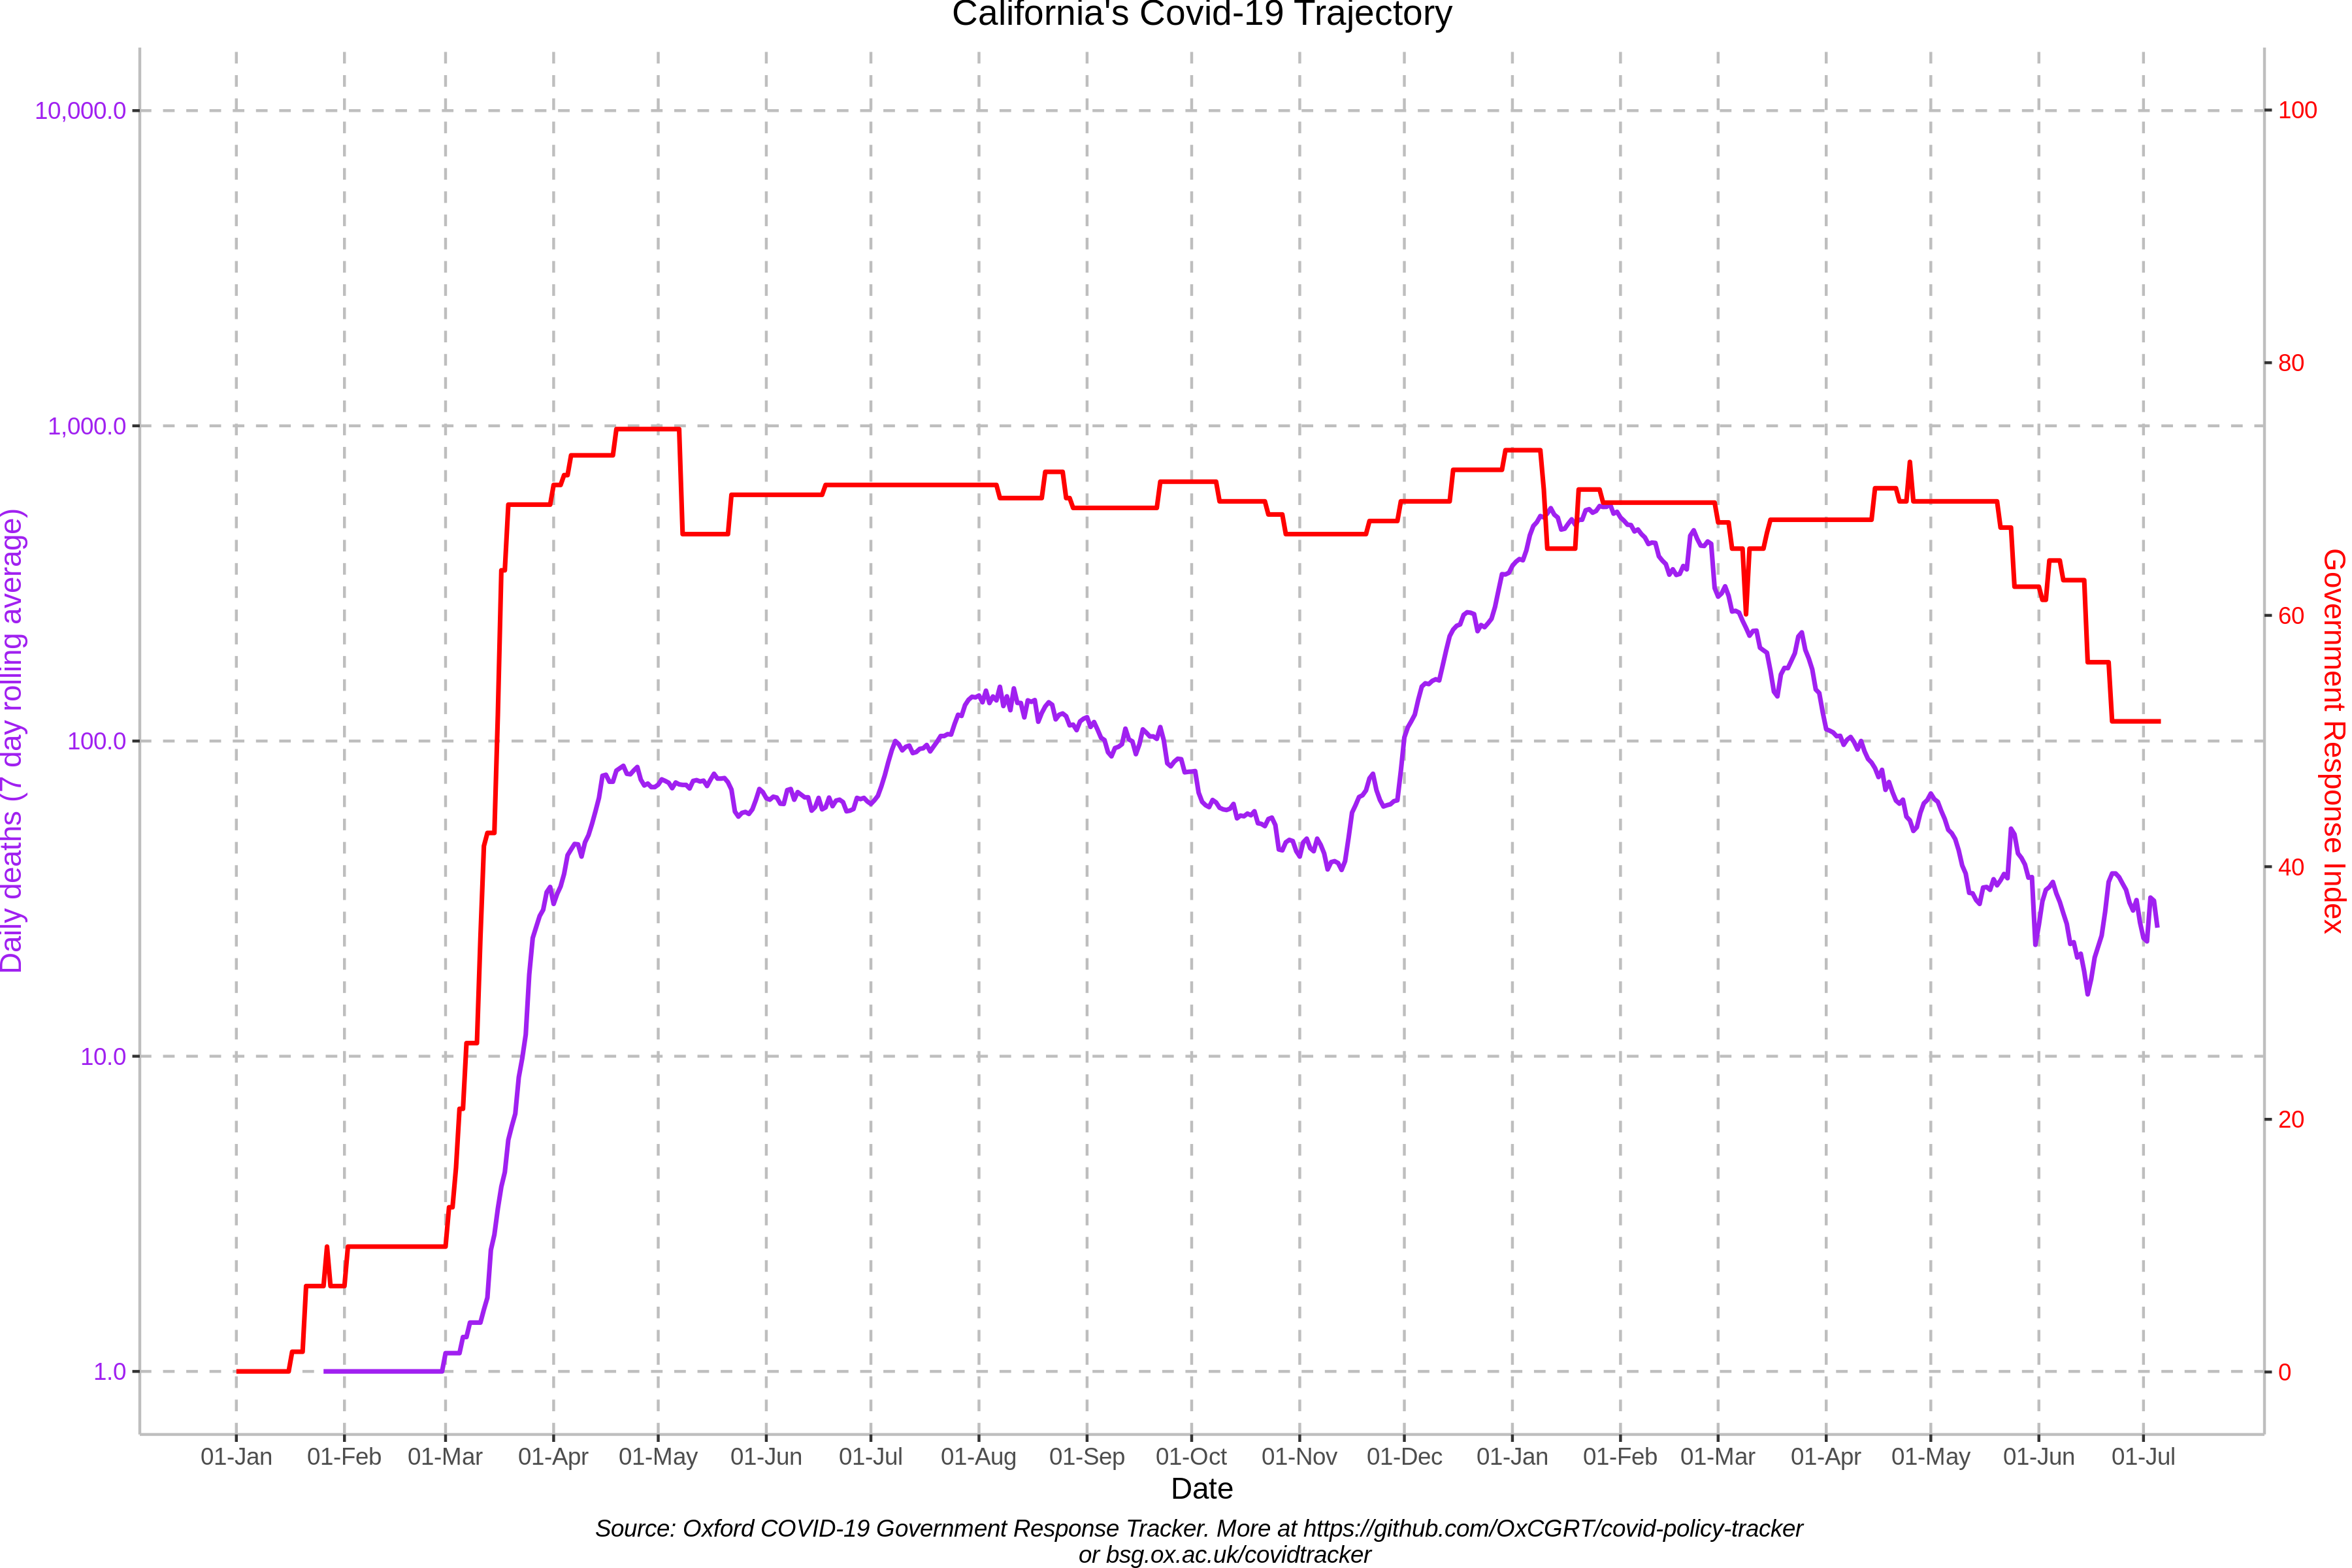 California's Covid-19 Trajectory
10,000.0
1,000.0
100.0
10.0
1.0
Daily deaths (7 day rolling average)
100
80
60
40
20
0
Government Response Index
01-Jan 01-Feb 01-Mar 01-Apr 01-May 01-Jun 01-Jul 01-Aug 01-Sep 01-Oct 01-Nov 01-Dec 01-Jan 01-Feb 01-Mar 01-Apr 01-May 01-Jun 01-Jul
Date
Source: Oxford COVID-19 Government Response Tracker. More at https://github.com/OxCGRT/covid-policy-tracker
or bsg.ox.ac.uk/covidtracker